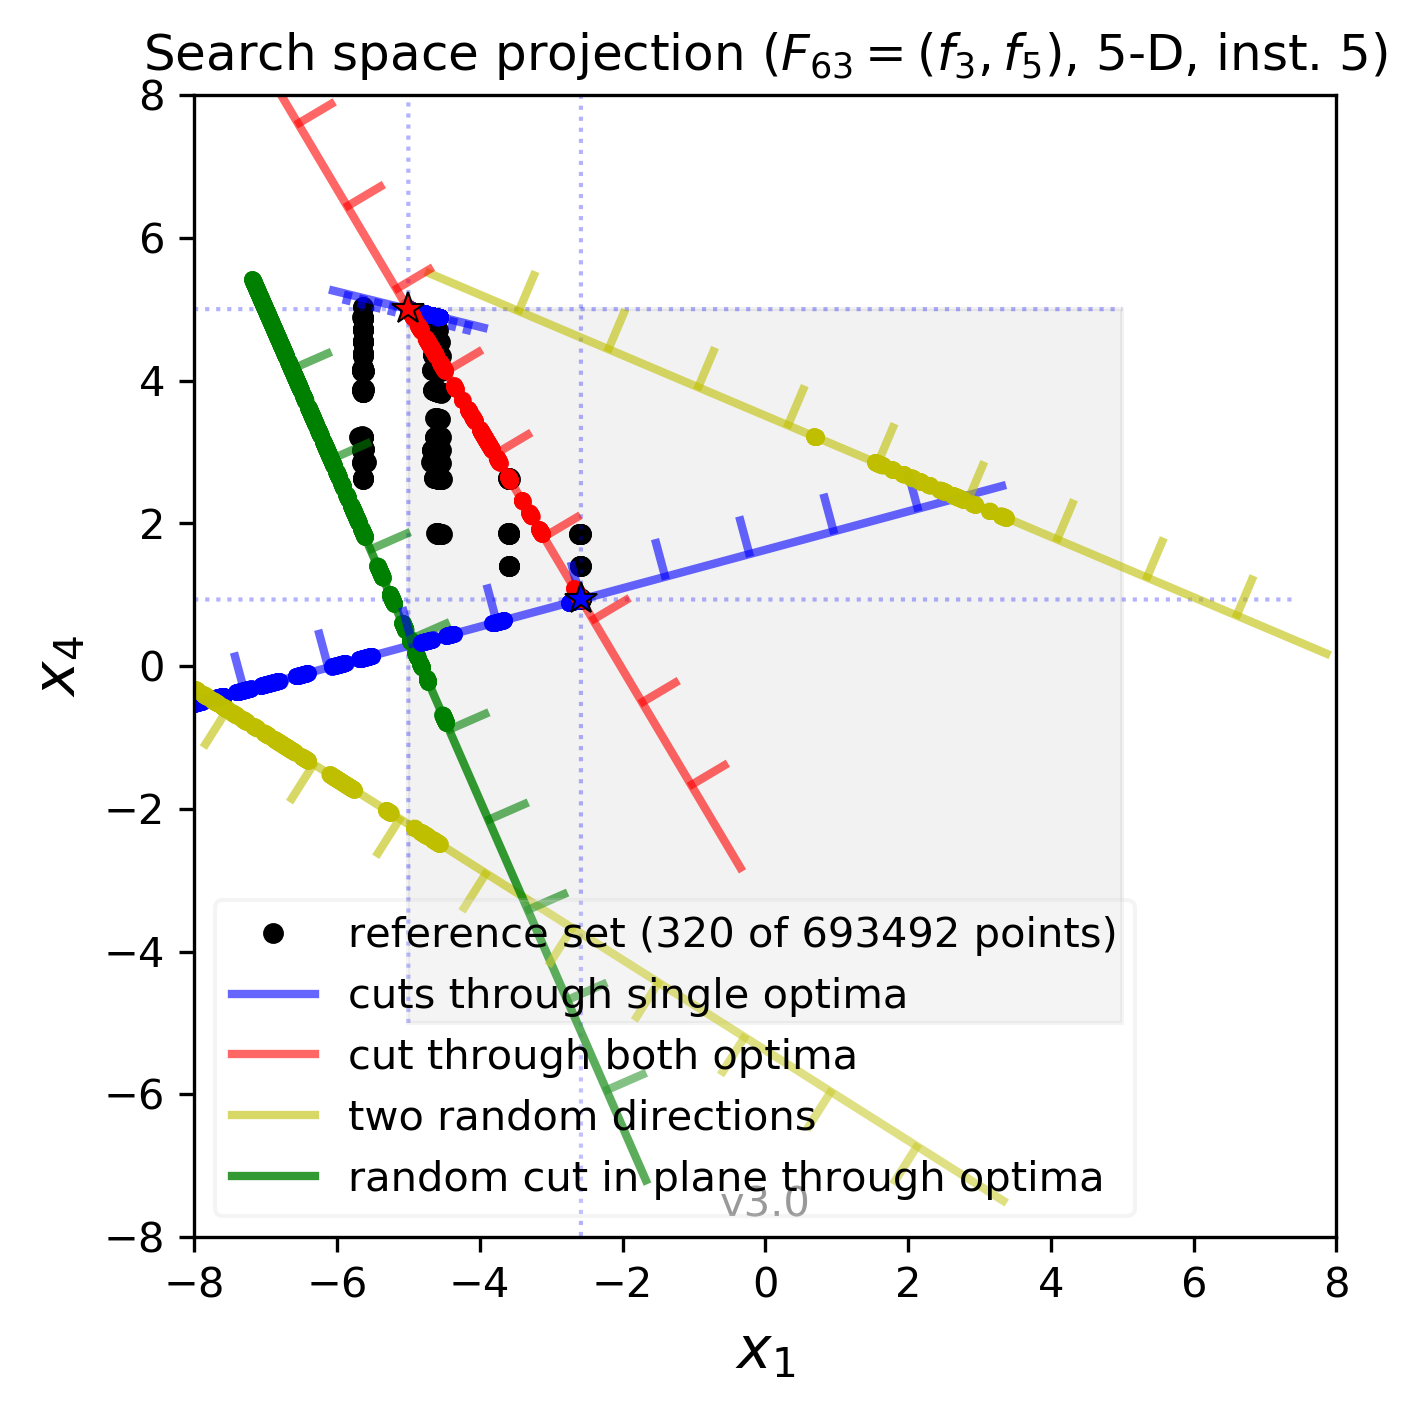 Search space projection (F63 = (f3, f5), 5-D, inst. 5)
8
6
4
2
0
−2
−4
−6
−8
x4
reference set (320 of 693492 points)
cuts through single optima
cut through both optima
two random directions
random cut in plane through optima
v3.0
−8 −6 −4 −2 0 2 4 6 8
x1